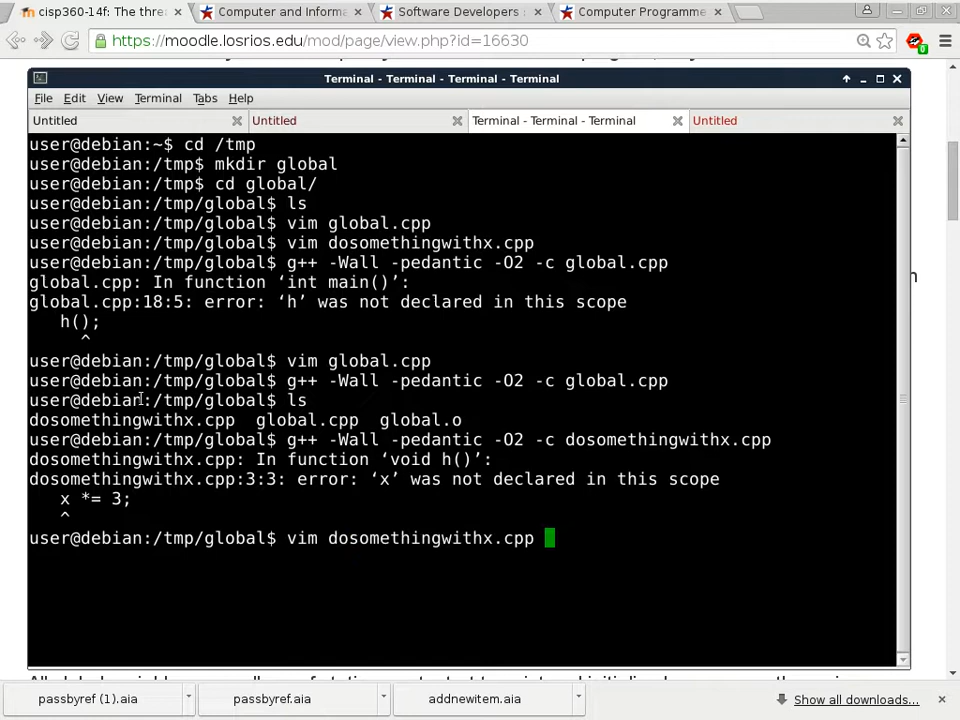 cisp360-14f: The thre
Computer and Informa
Software Developers :
Computer Programme
https://moodle.losrios.edu/mod/page/view.php?id=16630
Terminal - Terminal - Terminal - Terminal
File Edit View Terminal Tabs Help
Untitled Untitled Terminal - Terminal - Terminal Untitled
user@debian:~$ cd /tmp
user@debian:/tmp$ mkdir global
user@debian:/tmp$ cd global/
user@debian:/tmp/global$ ls
user@debian:/tmp/global$ vim global.cpp
user@debian:/tmp/global$ vim dosomethingwithx.cpp
user@debian:/tmp/global$ g++ -Wall -pedantic -O2 -c global.cpp
global.cpp: In function ‘int main()’:
global.cpp:18:5: error: ‘h’ was not declared in this scope
h();
^
user@debian:/tmp/global$ vim global.cpp
user@debian:/tmp/global$ g++ -Wall -pedantic -O2 -c global.cpp
user@debian:/tmp/global$ ls
dosomethingwithx.cpp global.cpp global.o
user@debian:/tmp/global$ g++ -Wall -pedantic -O2 -c dosomethingwithx.cpp
dosomethingwithx.cpp: In function ‘void h()’:
dosomethingwithx.cpp:3:3: error: ‘x’ was not declared in this scope
x *= 3;
^
user@debian:/tmp/global$ vim dosomethingwithx.cpp
passbyref (1).aia
passbyref.aia
addnewitem.aia
Show all downloads...